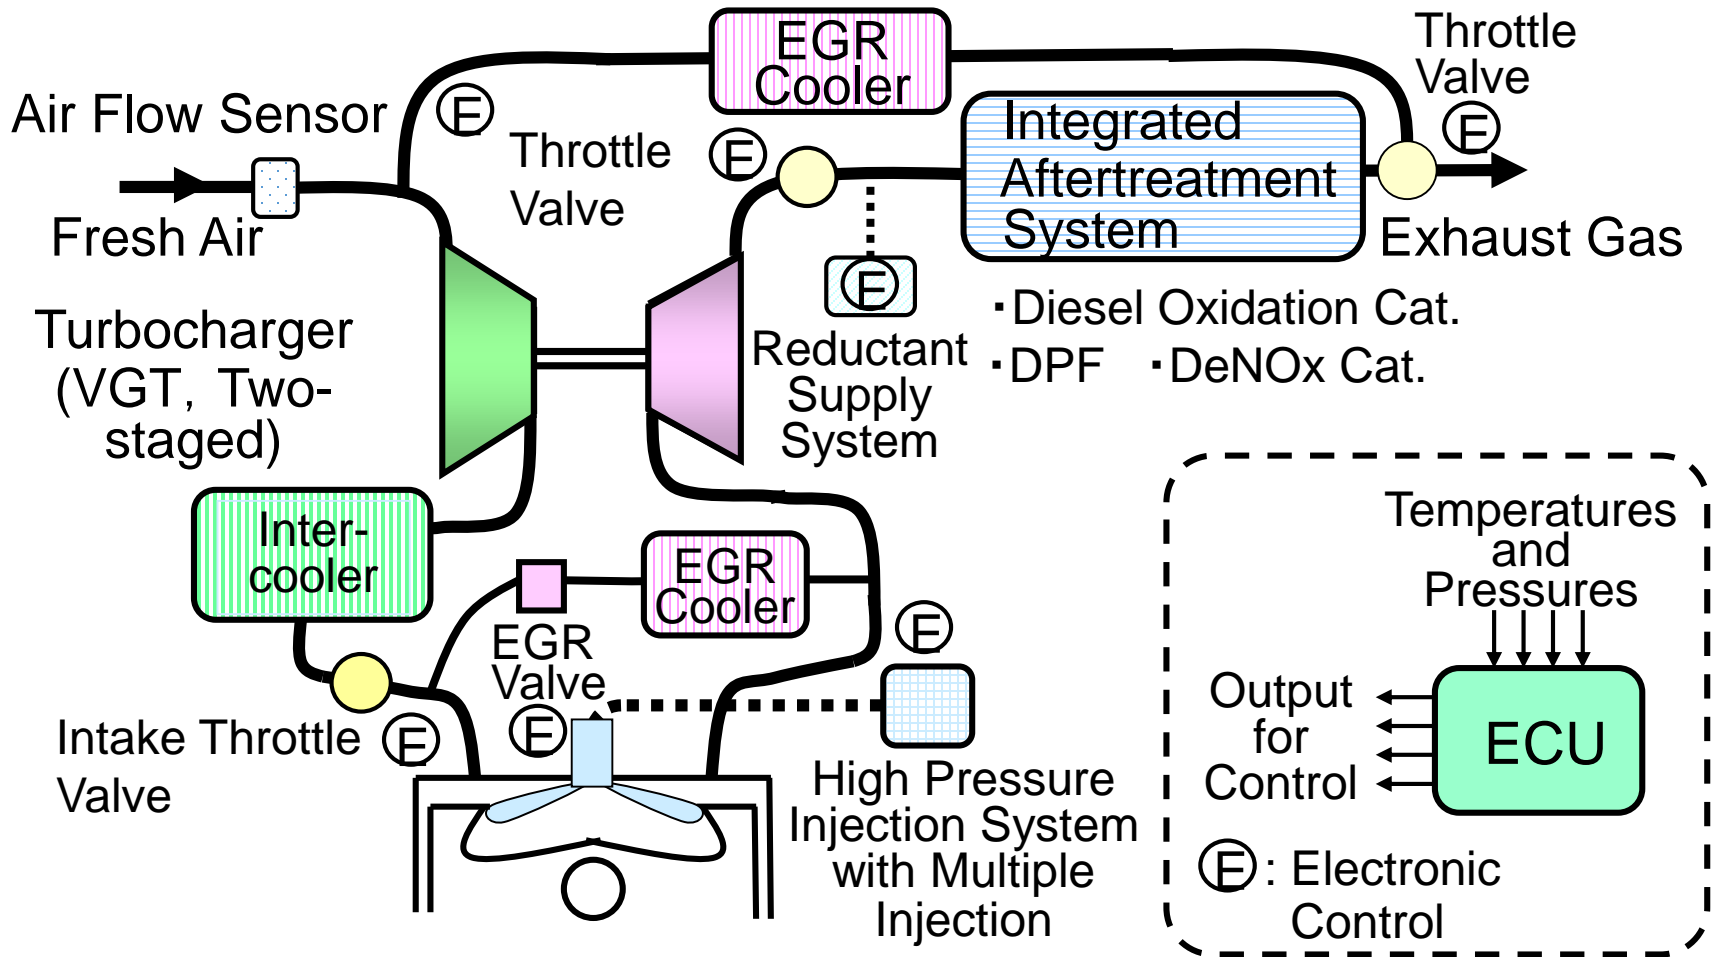 EGR
Cooler
Throttle
Valve
E
E
Air Flow Sensor
Fresh Air
Throttle
Valve
E
Integrated
Aftertreatment
System
Exhaust Gas
E
Reductant
Supply
System
・Diesel Oxidation Cat.
・DPF ・DeNOx Cat.
Turbocharger
(VGT, Two-
staged)
Inter-
cooler
EGR
Cooler
EGR
Valve
E
E
Intake Throttle
Valve
E
High Pressure
Injection System
with Multiple
Injection
Temperatures
and
Pressures
Output
for
Control
ECU
E : Electronic
Control